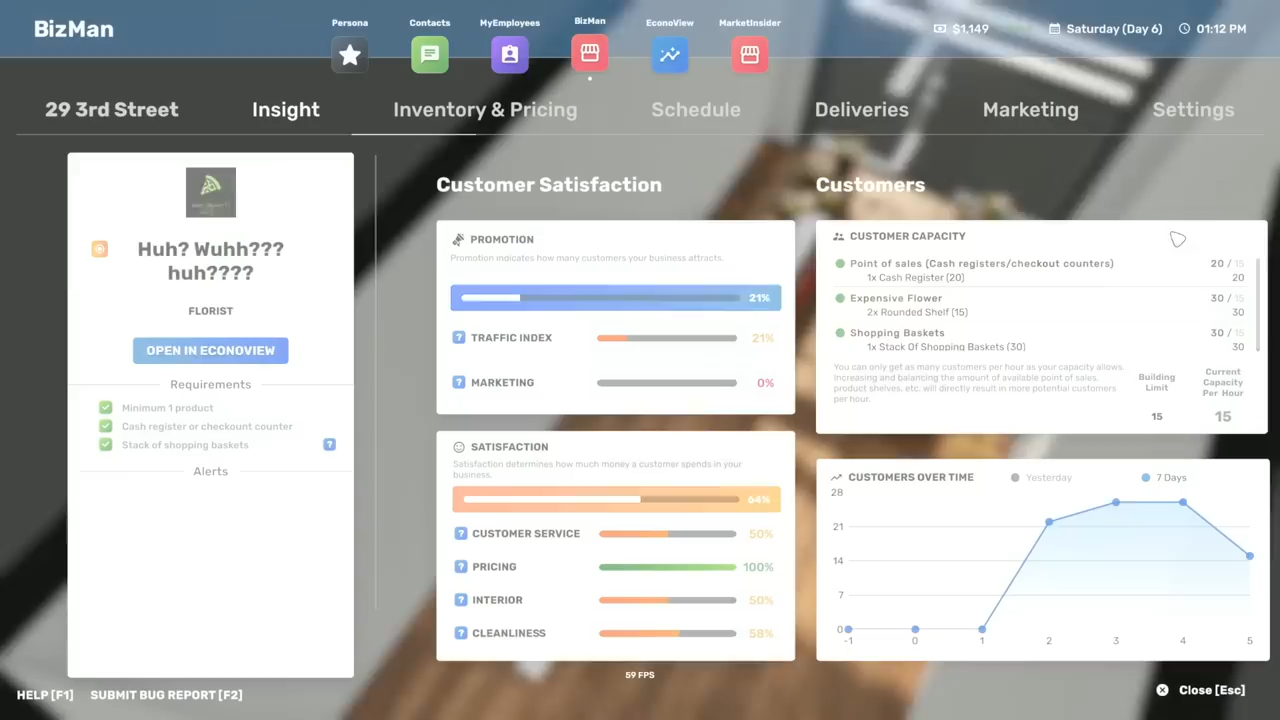 BizMan
Persona
Contacts
MyEmployees
BizMan
EconoView
MarketInsider
$1,149
Saturday (Day 6)
01:12 PM
29 3rd Street
Insight
Inventory & Pricing
Schedule
Deliveries
Marketing
Settings
Huh? Wuhh???
huh????
FLORIST
OPEN IN ECONOVIEW
Requirements
Minimum 1 product
Cash register or checkount counter
Stack of shopping baskets
?
Alerts
Customer Satisfaction
PROMOTION
Promotion indicates how many customers your business attracts.
21%
? TRAFFIC INDEX 21%
? MARKETING 0%
SATISFACTION
Satisfaction determines how much money a customer spends in your
business.
64%
? CUSTOMER SERVICE 50%
? PRICING 100%
? INTERIOR 50%
? CLEANLINESS 58%
Customers
CUSTOMER CAPACITY
Point of sales (Cash registers/checkout counters) 20 / 15
1x Cash Register (20) 20
Expensive Flower 30 / 15
2x Rounded Shelf (15) 30
Shopping Baskets 30 / 15
1x Stack Of Shopping Baskets (30) 30
You can only get as many customers per hour as your capacity allows.
Increasing and balancing the amount of available point of sales,
product shelves, etc. will directly result in more potential customers
per hour.
Building
Limit
15
Current
Capacity
Per Hour
15
CUSTOMERS OVER TIME
Yesterday
7 Days
28
21
14
7
0
-1 0 1 2 3 4 5
59 FPS
HELP [F1]
SUBMIT BUG REPORT [F2]
Close [Esc]